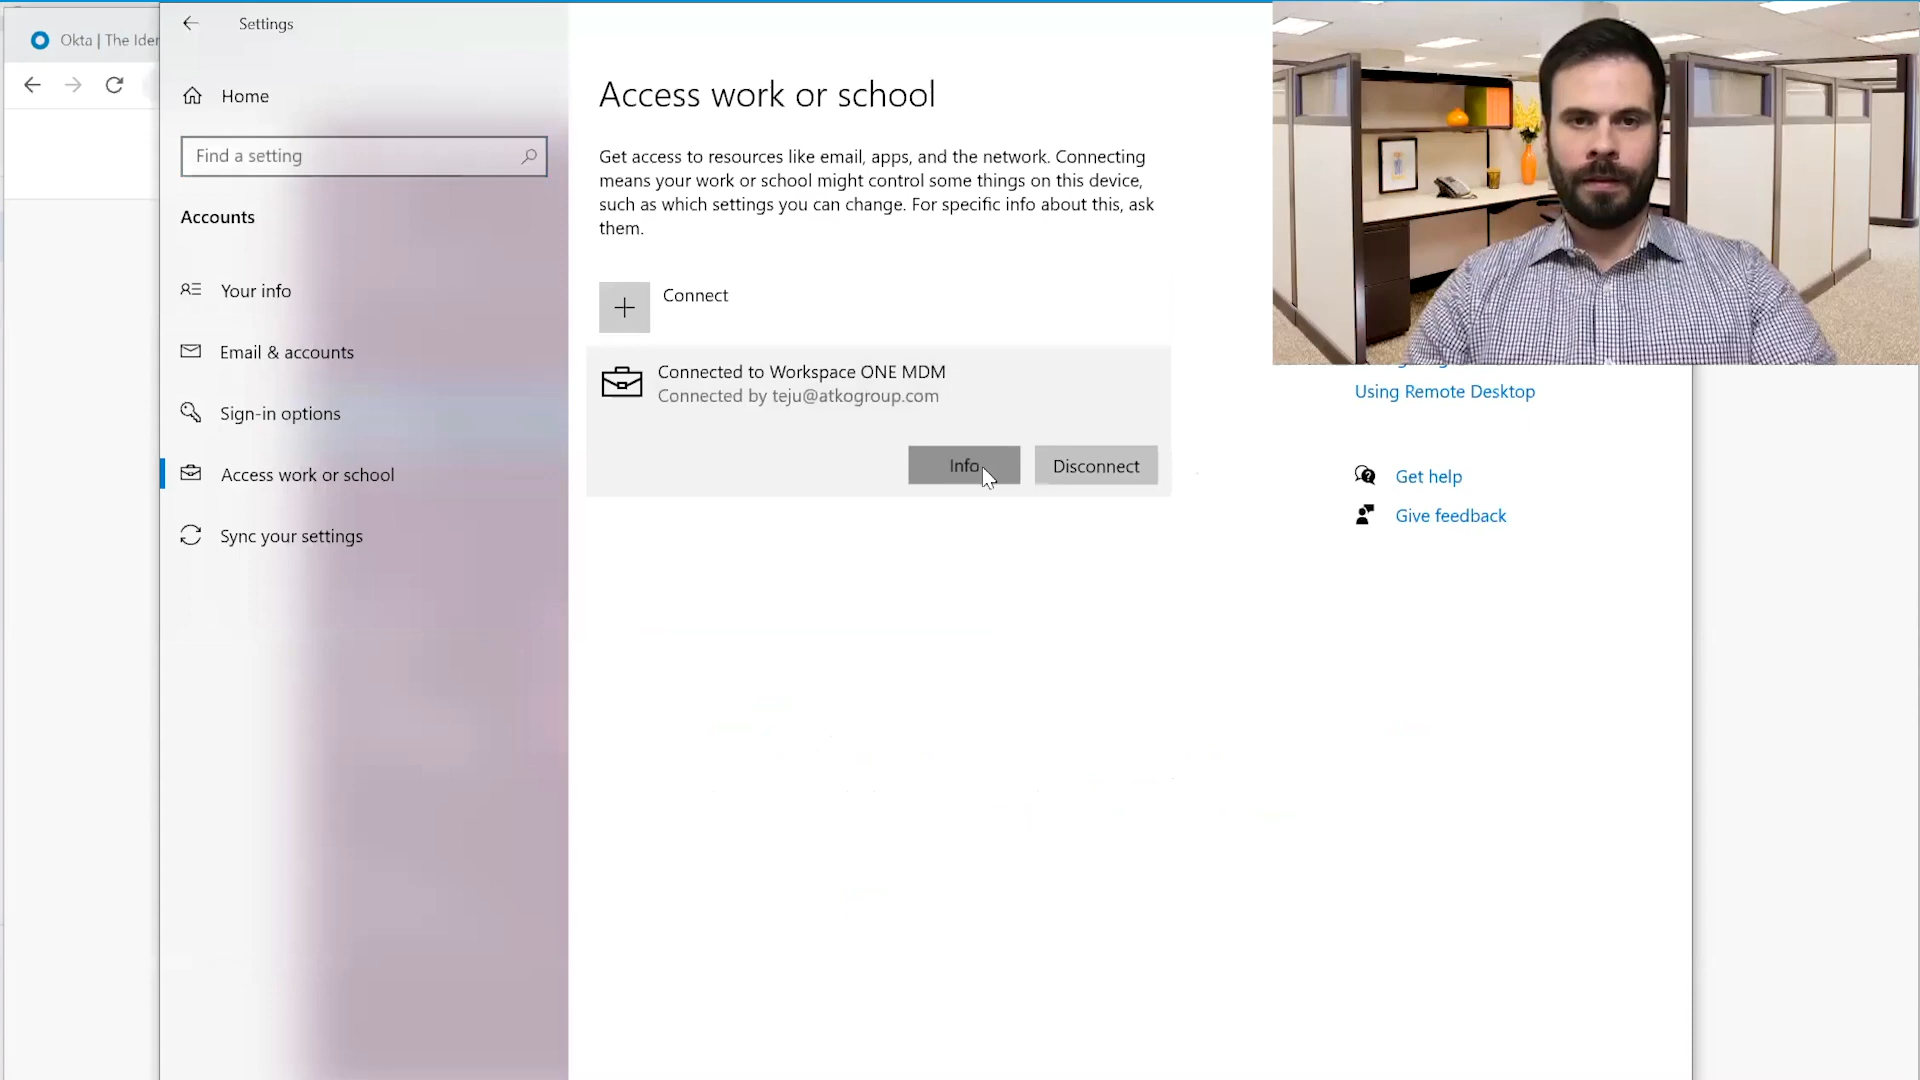 Okta | The Iden
Settings
Home
Find a setting
Accounts
Your info
Email & accounts
Sign-in options
Access work or school
Sync your settings
Access work or school
Get access to resources like email, apps, and the network. Connecting
means your work or school might control some things on this device,
such as which settings you can change. For specific info about this, ask
them.
Connect
Connected to Workspace ONE MDM
Connected by teju@atkogroup.com
Info
Disconnect
Using Remote Desktop
Get help
Give feedback